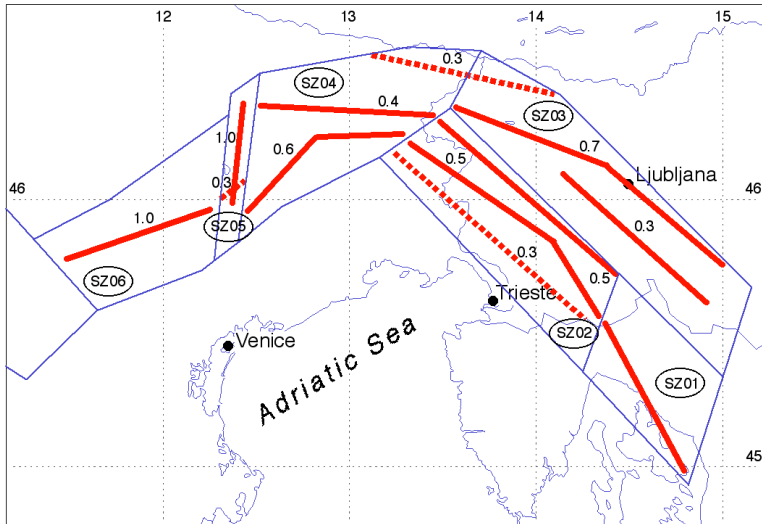 12
13
14
15
0.3
SZ04
SZ03
0.4
1.0
0.6
0.7
0.5
46
0.3
Ljubljana
46
1.0
SZ05
0.3
0.3
SZ06
0.5
Trieste
SZ02
Venice
Adriatic Sea
SZ01
45